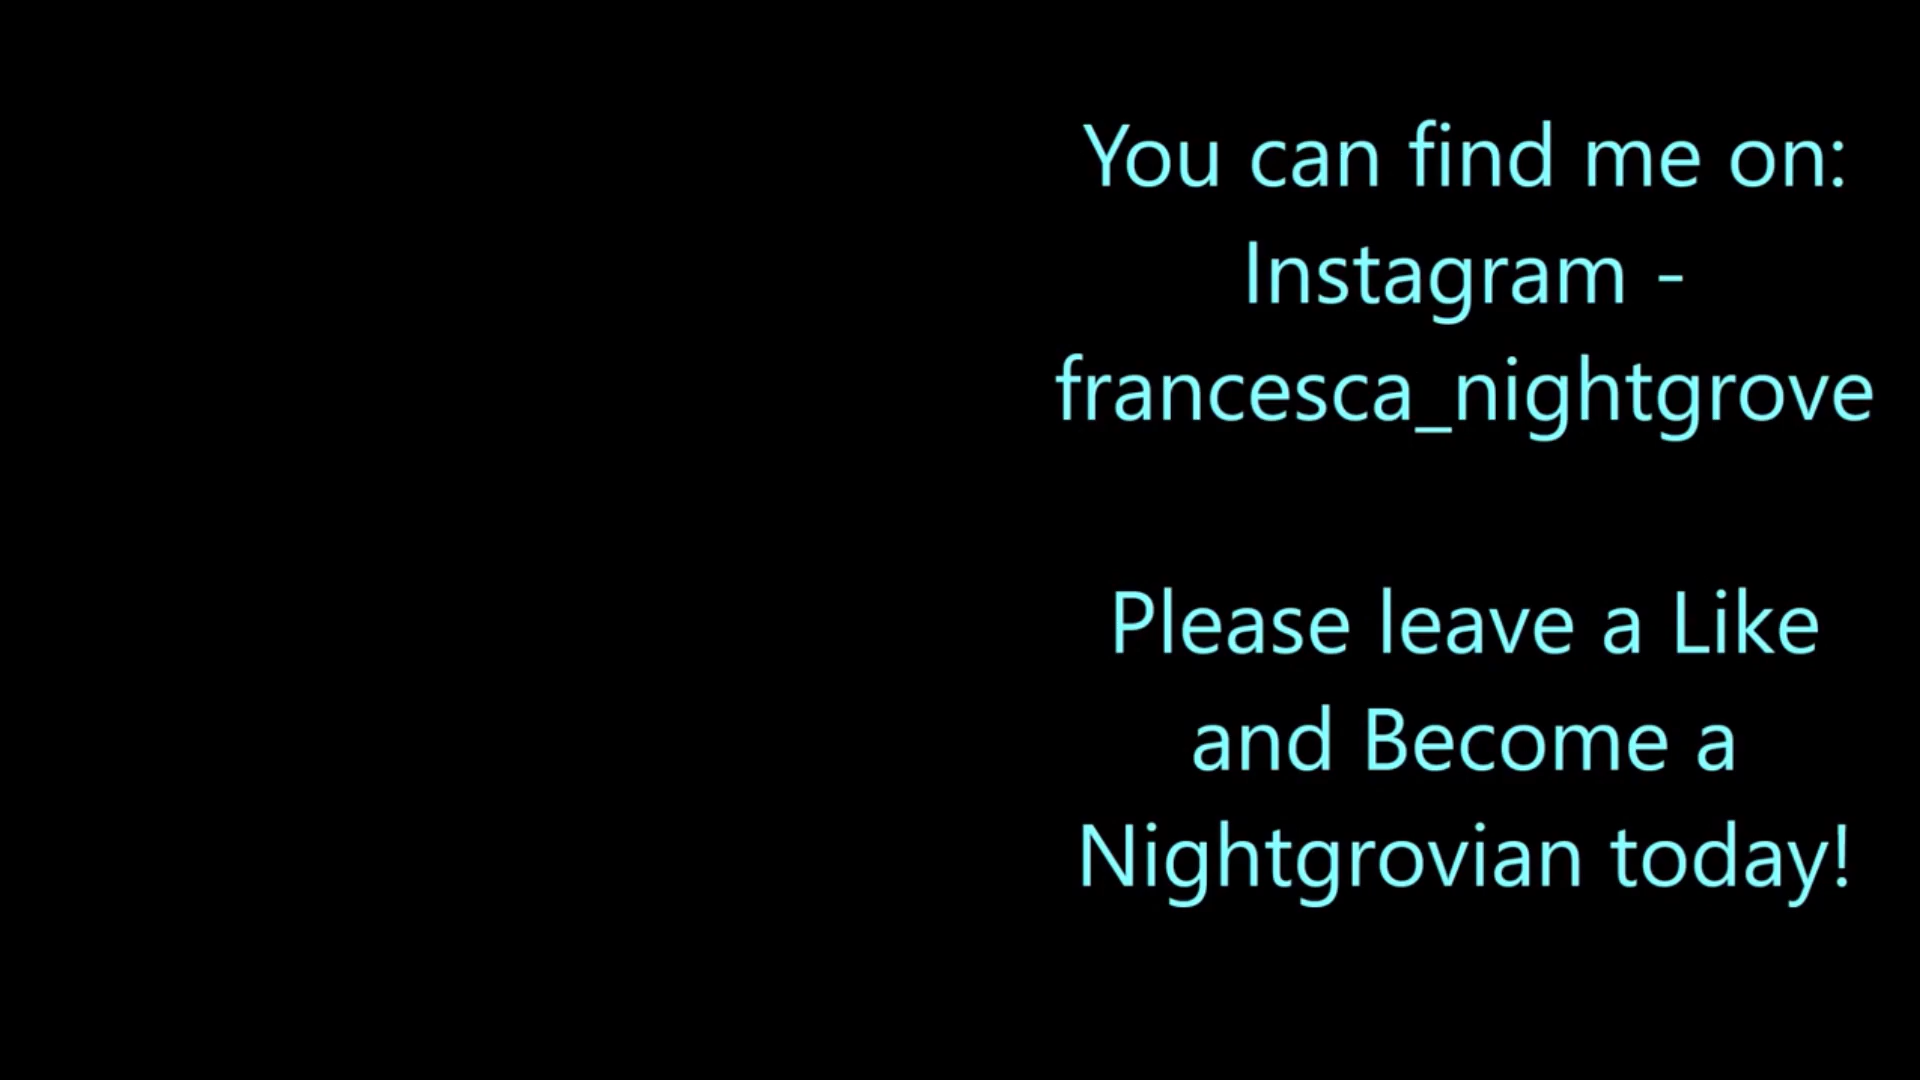 You can find me on:
Instagram -
francesca_nightgrove
Please leave a Like
and Become a
Nightgrovian today!